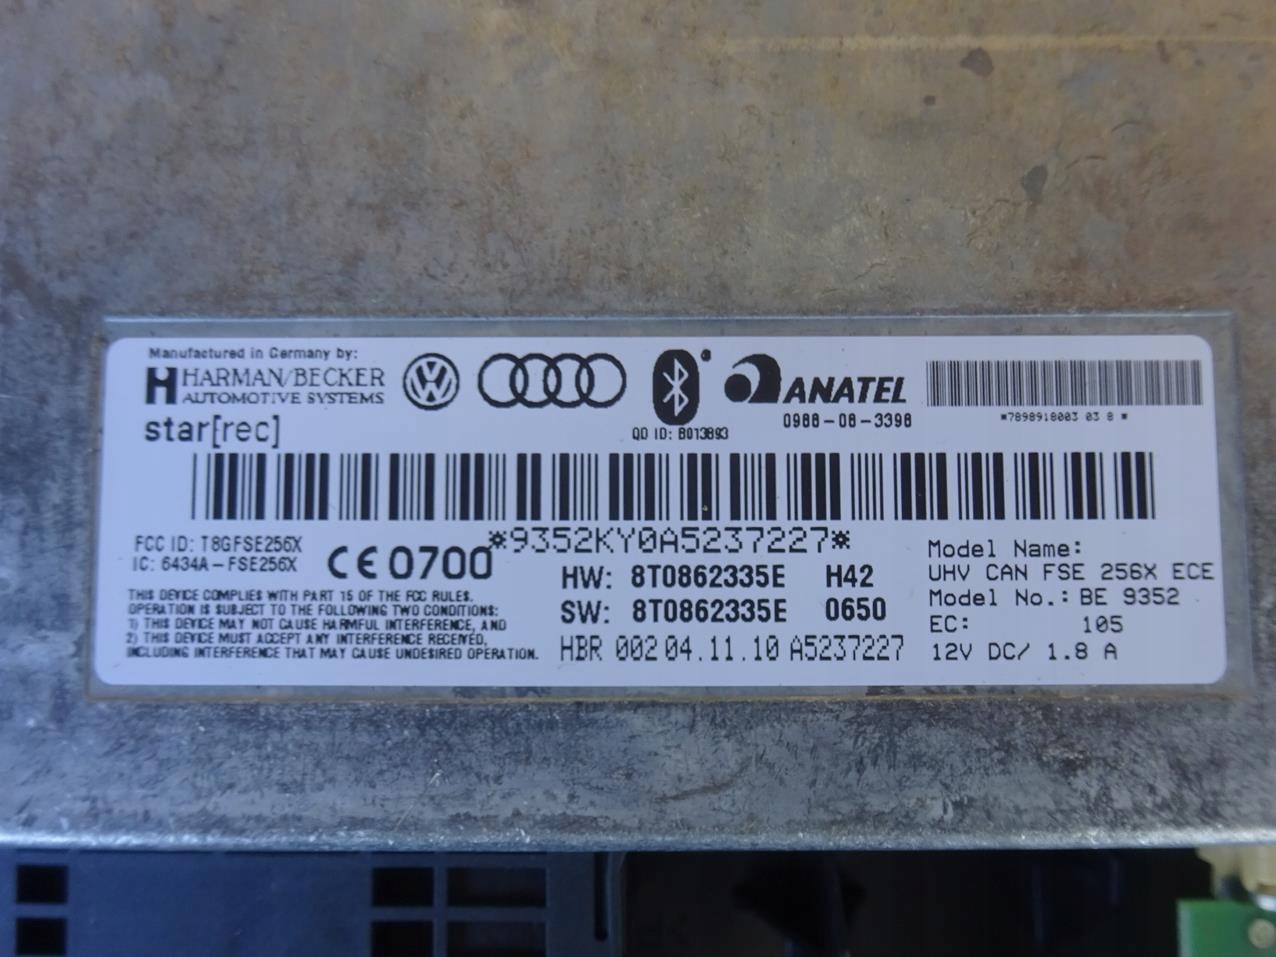 Manufactured in Germany by:
HARMAN/BECKER
AUTOMOTIVE SYSTEMS
star[rec]
QD ID: B013893
ANATEL
0988-08-3398
*7898918003 03 8 *
*9352KY0A5237227*
FCC ID: T8GFSE256X
IC: 6434A-FSE256X
CE 0700
HW: 8T0862335E H42
SW: 8T0862335E 0650
HBR 002 04.11.10 A5237227
THIS DEVICE COMPLIES WITH PART 15 OF THE FCC RULES.
OPERATION IS SUBJECT TO THE FOLLOWING TWO CONDITIONS:
1) THIS DEVICE MAY NOT CAUSE HARMFUL INTERFERENCE, AND
2) THIS DEVICE MUST ACCEPT ANY INTERFERENCE RECEIVED,
INCLUDING INTERFERENCE THAT MAY CAUSE UNDESIRED OPERATION.
Model Name:
UHV CAN FSE 256X ECE
Model No.: BE 9352
EC: 105
12V DC/ 1.8 A